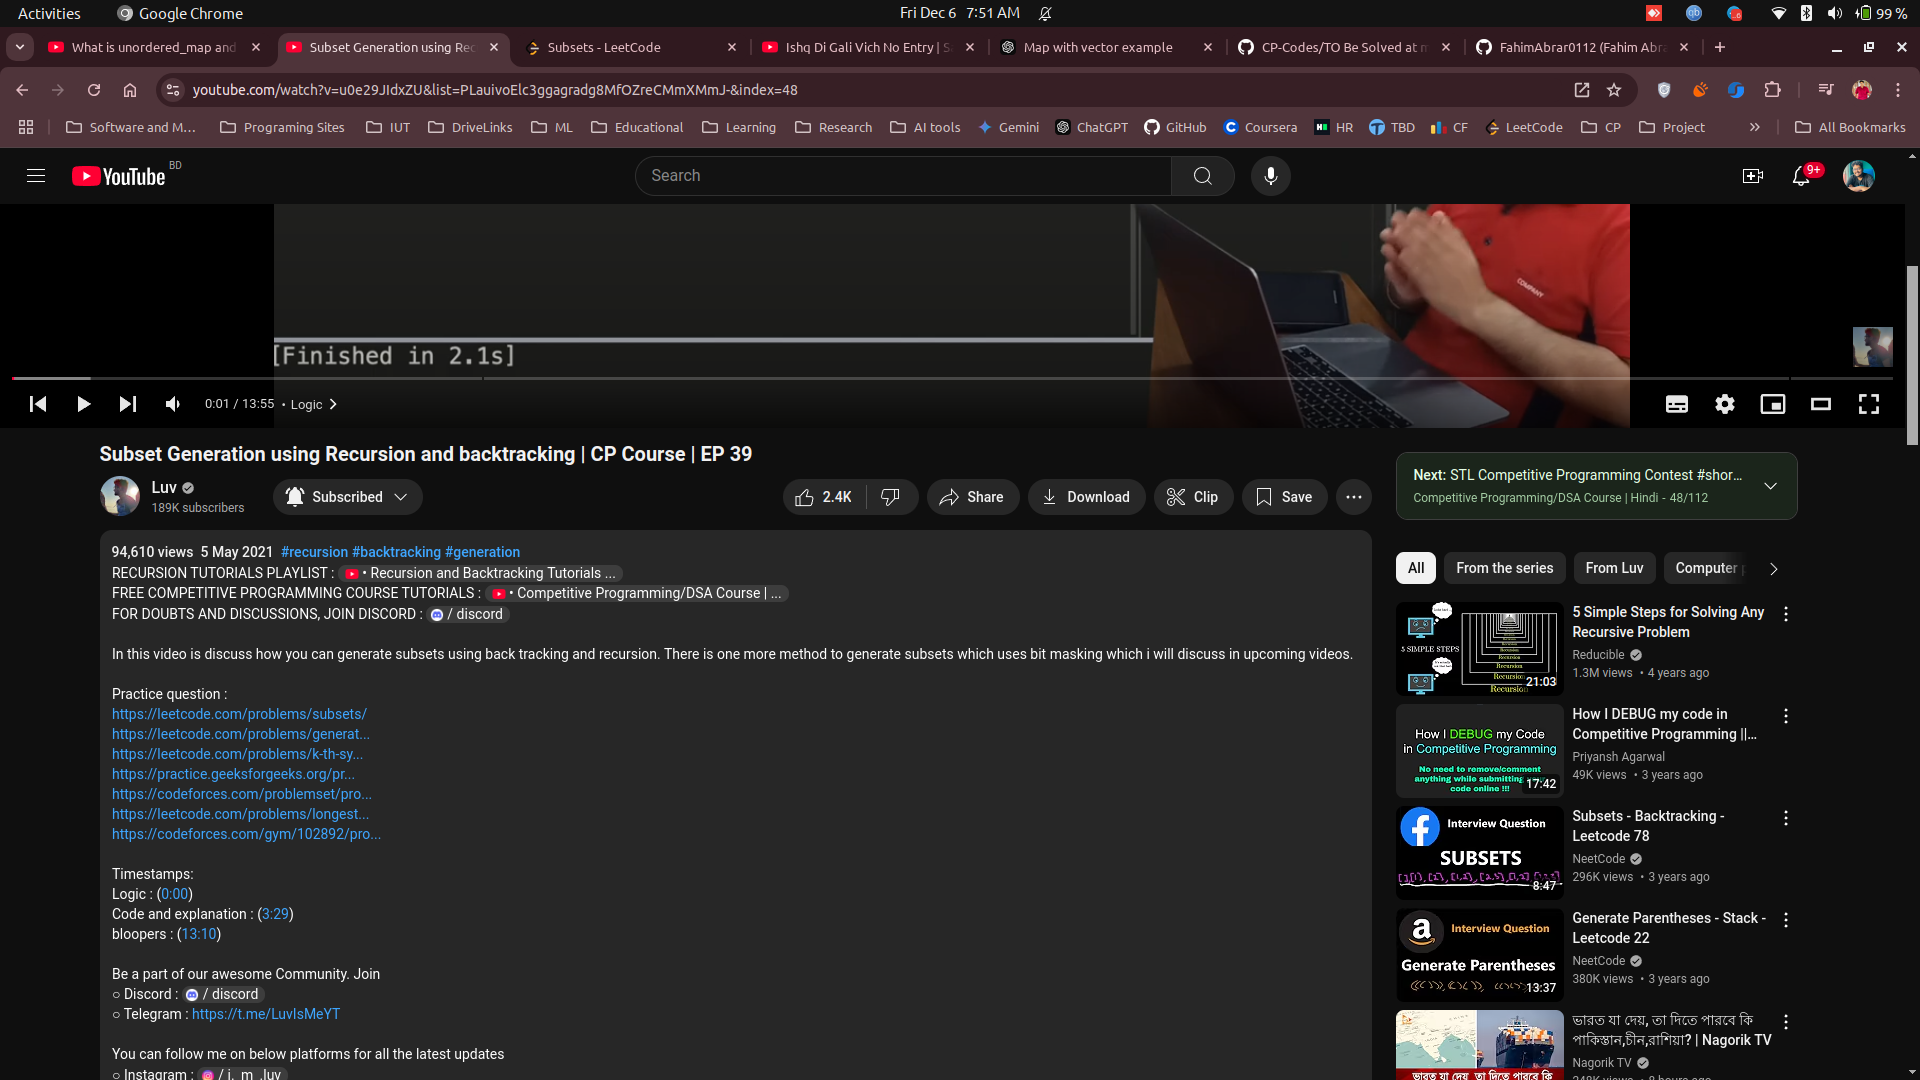 Activities
Google Chrome
Fri Dec 6 7:51 AM
99 %
What is unordered_map and
Subset Generation using Rec
Subsets - LeetCode
Ishq Di Gali Vich No Entry | S
Map with vector example
CP-Codes/TO Be Solved at m
FahimAbrar0112 (Fahim Abra
youtube.com/watch?v=u0e29JIdxZU&list=PLauivoElc3ggagradg8MfOZreCMmXMmJ-&index=48
Software and M...
Programing Sites
IUT
DriveLinks
ML
Educational
Learning
Research
AI tools
Gemini
ChatGPT
GitHub
Coursera
HR
TBD
CF
LeetCode
CP
Project
All Bookmarks
YouTube BD
Search
9+
COMPANY
[Finished in 2.1s]
0:01 / 13:55 • Logic
Subset Generation using Recursion and backtracking | CP Course | EP 39
Luv
189K subscribers
Subscribed
2.4K
Share
Download
Clip
Save
94,610 views 5 May 2021 #recursion #backtracking #generation
RECURSION TUTORIALS PLAYLIST : • Recursion and Backtracking Tutorials ...
FREE COMPETITIVE PROGRAMMING COURSE TUTORIALS : • Competitive Programming/DSA Course | ...
FOR DOUBTS AND DISCUSSIONS, JOIN DISCORD : / discord
In this video is discuss how you can generate subsets using back tracking and recursion. There is one more method to generate subsets which uses bit masking which i will discuss in upcoming videos.
Practice question :
https://leetcode.com/problems/subsets/
https://leetcode.com/problems/generat...
https://leetcode.com/problems/k-th-sy...
https://practice.geeksforgeeks.org/pr...
https://codeforces.com/problemset/pro...
https://leetcode.com/problems/longest...
https://codeforces.com/gym/102892/pro...
Timestamps:
Logic : (0:00)
Code and explanation : (3:29)
bloopers : (13:10)
Be a part of our awesome Community. Join
○ Discord : / discord
○ Telegram : https://t.me/LuvIsMeYT
You can follow me on below platforms for all the latest updates
○ Instagram : / i._m_.luv
Next: STL Competitive Programming Contest #shor...
Competitive Programming/DSA Course | Hindi - 48/112
All
From the series
From Luv
Computer p
5 SIMPLE STEPS
Recursion
Recursion
Recursion
Recursion
21:03
5 Simple Steps for Solving Any
Recursive Problem
Reducible
1.3M views • 4 years ago
How I DEBUG my Code
in Competitive Programming
No need to remove/comment
anything while submitting
code online !!!
17:42
How I DEBUG my code in
Competitive Programming ||...
Priyansh Agarwal
49K views • 3 years ago
Interview Question
SUBSETS
8:47
Subsets - Backtracking -
Leetcode 78
NeetCode
296K views • 3 years ago
Interview Question
Generate Parentheses
13:37
Generate Parentheses - Stack -
Leetcode 22
NeetCode
380K views • 3 years ago
ভারত যা দেয়, তা দিতে পারবে কি
ভারত যা দেয়, তা দিতে পারবে কি
পাকিস্তান,চীন,রাশিয়া? | Nagorik TV
Nagorik TV